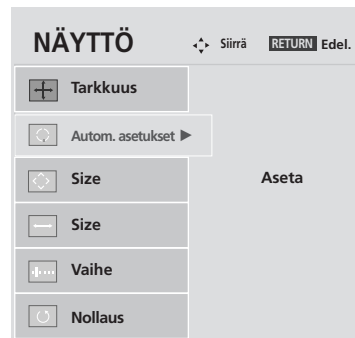 NÄYTTÖ Siirrä RETURN Edel.
Tarkkuus
Autom. asetukset ►
Size Aseta
Size
Vaihe
Nollaus